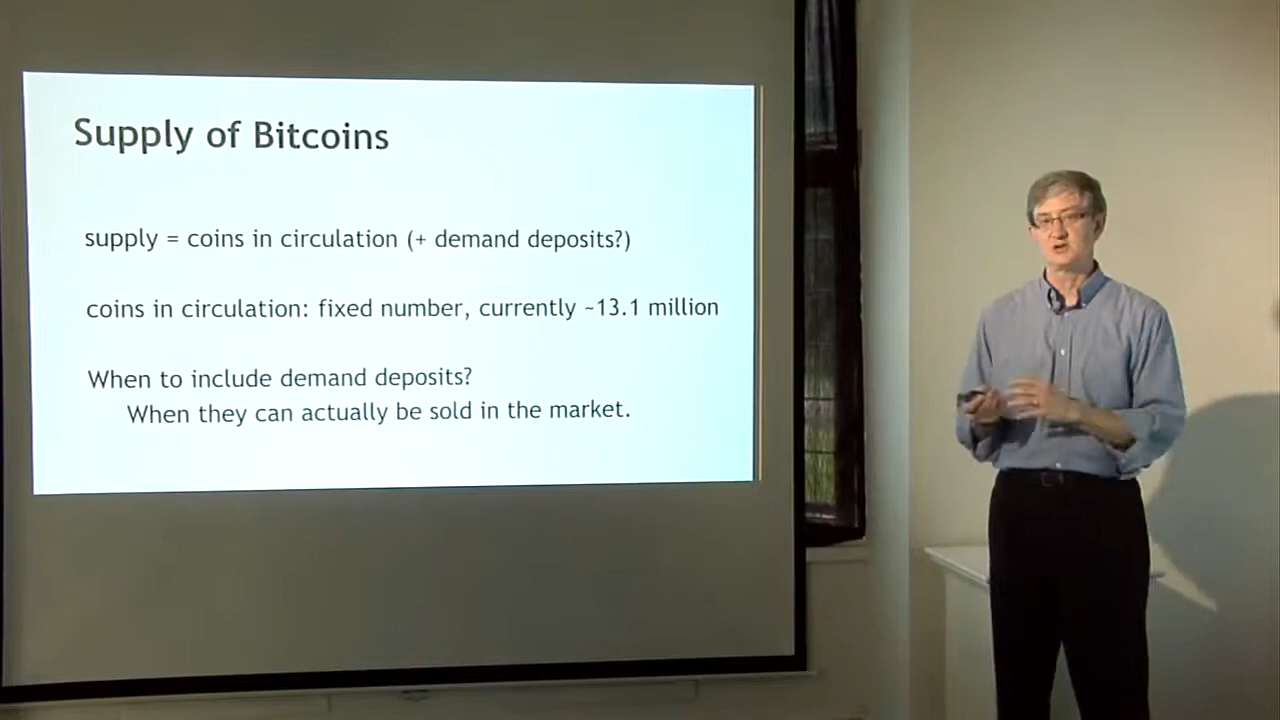 Supply of Bitcoins
supply = coins in circulation (+ demand deposits?)
coins in circulation: fixed number, currently ~13.1 million
When to include demand deposits?
When they can actually be sold in the market.